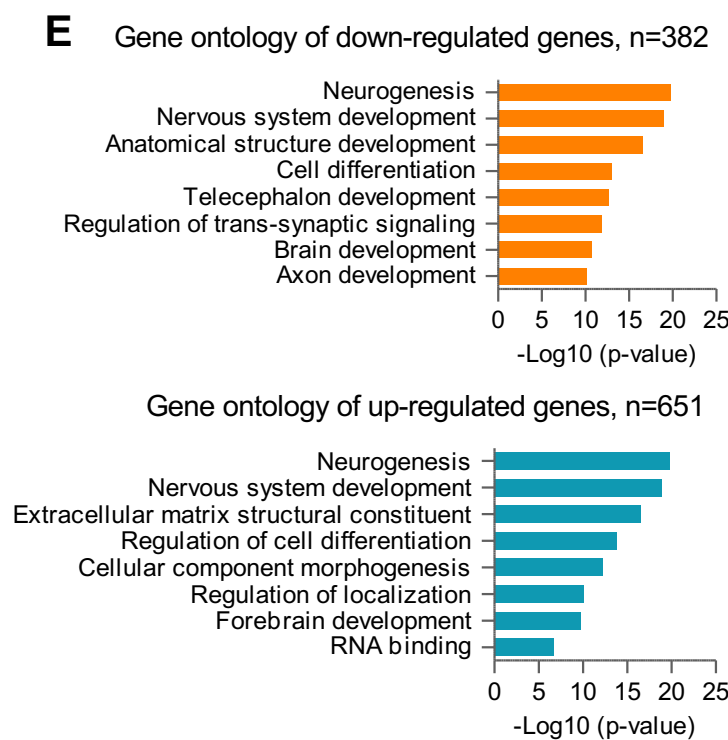 E Gene ontology of down-regulated genes, n=382
Neurogenesis
Nervous system development
Anatomical structure development
Cell differentiation
Telecephalon development
Regulation of trans-synaptic signaling
Brain development
Axon development
0 5 10 15 20 25
-Log10 (p-value)
Gene ontology of up-regulated genes, n=651
Neurogenesis
Nervous system development
Extracellular matrix structural constituent
Regulation of cell differentiation
Cellular component morphogenesis
Regulation of localization
Forebrain development
RNA binding
0 5 10 15 20 25
-Log10 (p-value)